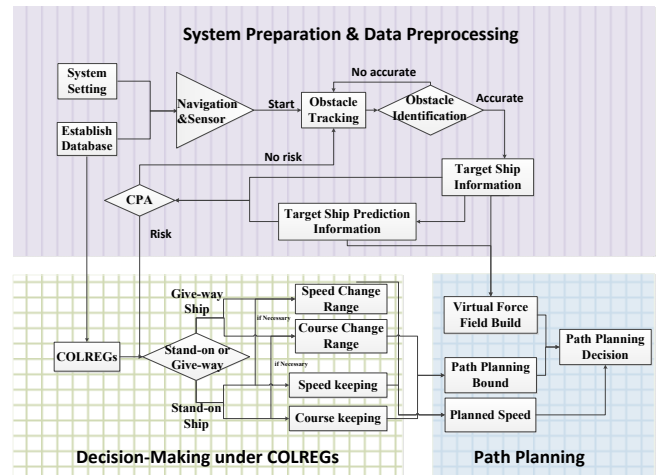 System Preparation & Data Preprocessing
System
Setting
Navigation
&Sensor
Start
No accurate
Obstacle
Tracking
Obstacle
Identification
Accurate
Establish
Database
No risk
Target Ship
Information
CPA
Target Ship Prediction
Information
Risk
Give-way
Ship
if Necessary
Speed Change
Range
Course Change
Range
Virtual Force
Field Build
COLREGs
Stand-on or
Give-way
if Necessary
Path Planning
Decision
Speed keeping
Path Planning
Bound
Stand-on
Ship
Course keeping
Planned Speed
Decision-Making under COLREGs
Path Planning